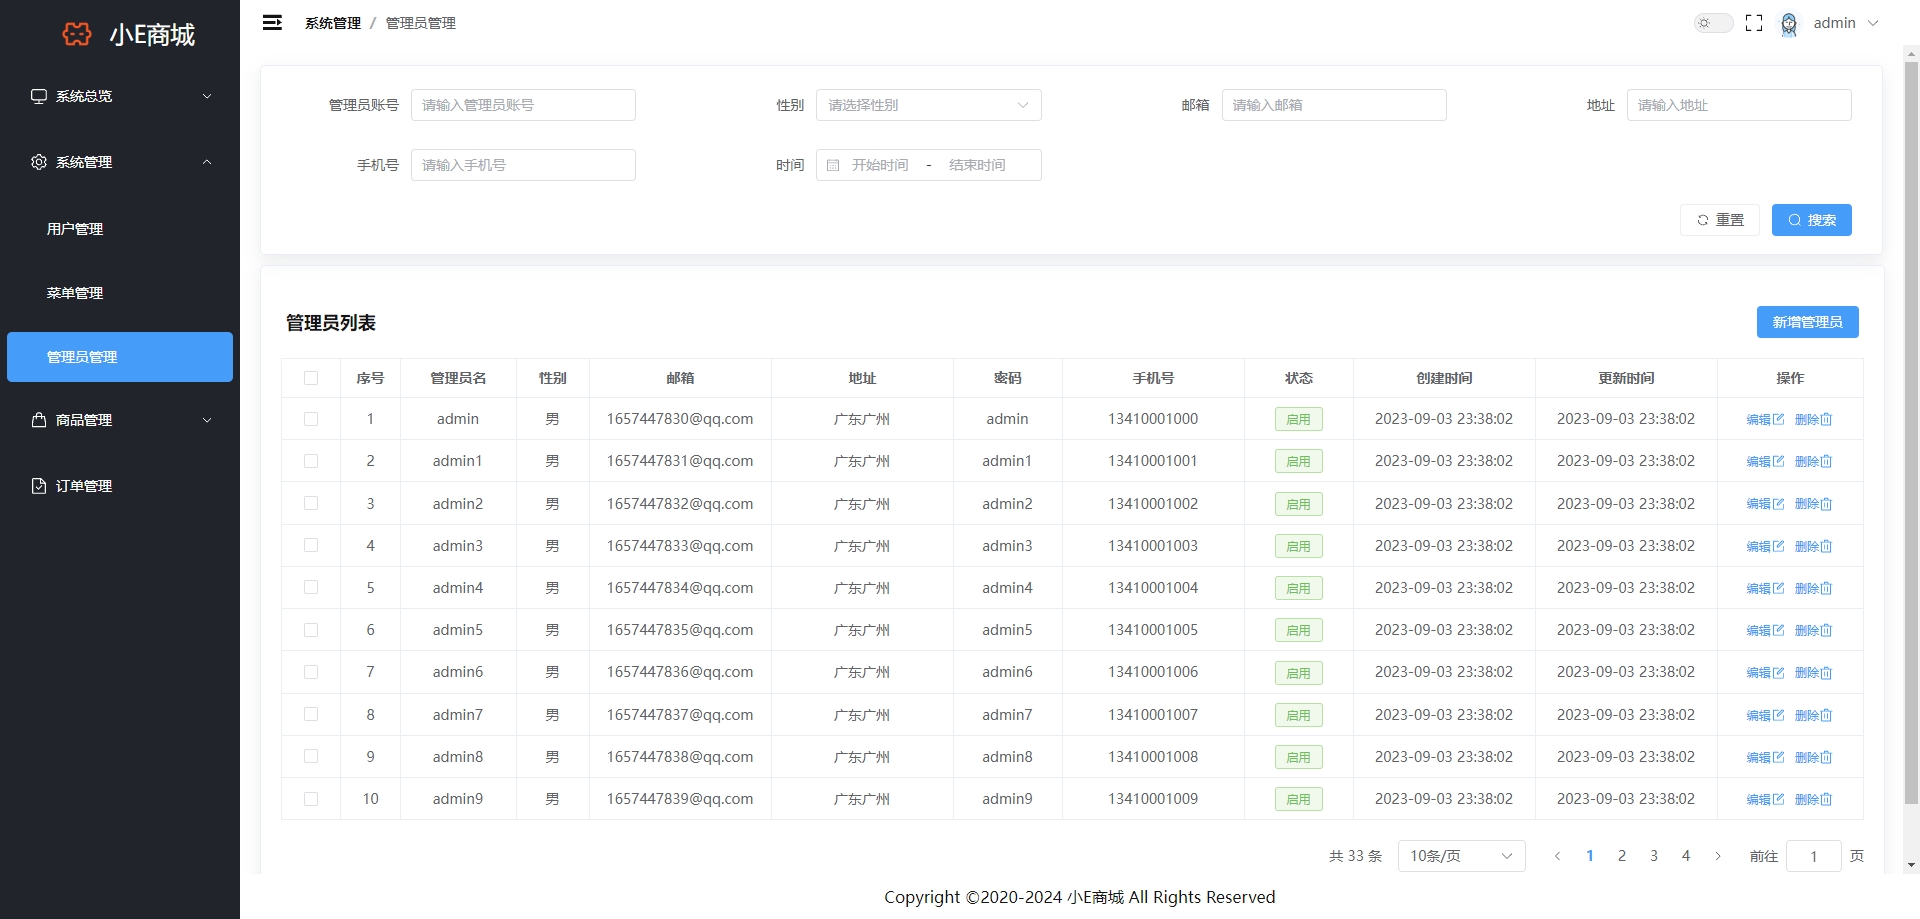 小E商城
系统总览
系统管理
用户管理
菜单管理
管理员管理
商品管理
订单管理
系统管理 / 管理员管理
admin
管理员账号 请输入管理员账号 性别 请选择性别 邮箱 请输入邮箱 地址 请输入地址
手机号 请输入手机号 时间 开始时间 - 结束时间
重置 搜索
管理员列表 新增管理员
序号 管理员名 性别 邮箱 地址 密码 手机号 状态 创建时间 更新时间 操作
1 admin 男 1657447830@qq.com 广东广州 admin 13410001000 启用 2023-09-03 23:38:02 2023-09-03 23:38:02 编辑 删除
2 admin1 男 1657447831@qq.com 广东广州 admin1 13410001001 启用 2023-09-03 23:38:02 2023-09-03 23:38:02 编辑 删除
3 admin2 男 1657447832@qq.com 广东广州 admin2 13410001002 启用 2023-09-03 23:38:02 2023-09-03 23:38:02 编辑 删除
4 admin3 男 1657447833@qq.com 广东广州 admin3 13410001003 启用 2023-09-03 23:38:02 2023-09-03 23:38:02 编辑 删除
5 admin4 男 1657447834@qq.com 广东广州 admin4 13410001004 启用 2023-09-03 23:38:02 2023-09-03 23:38:02 编辑 删除
6 admin5 男 1657447835@qq.com 广东广州 admin5 13410001005 启用 2023-09-03 23:38:02 2023-09-03 23:38:02 编辑 删除
7 admin6 男 1657447836@qq.com 广东广州 admin6 13410001006 启用 2023-09-03 23:38:02 2023-09-03 23:38:02 编辑 删除
8 admin7 男 1657447837@qq.com 广东广州 admin7 13410001007 启用 2023-09-03 23:38:02 2023-09-03 23:38:02 编辑 删除
9 admin8 男 1657447838@qq.com 广东广州 admin8 13410001008 启用 2023-09-03 23:38:02 2023-09-03 23:38:02 编辑 删除
10 admin9 男 1657447839@qq.com 广东广州 admin9 13410001009 启用 2023-09-03 23:38:02 2023-09-03 23:38:02 编辑 删除
共 33 条 10条/页 1 2 3 4 前往 1 页
Copyright ©2020-2024 小E商城 All Rights Reserved